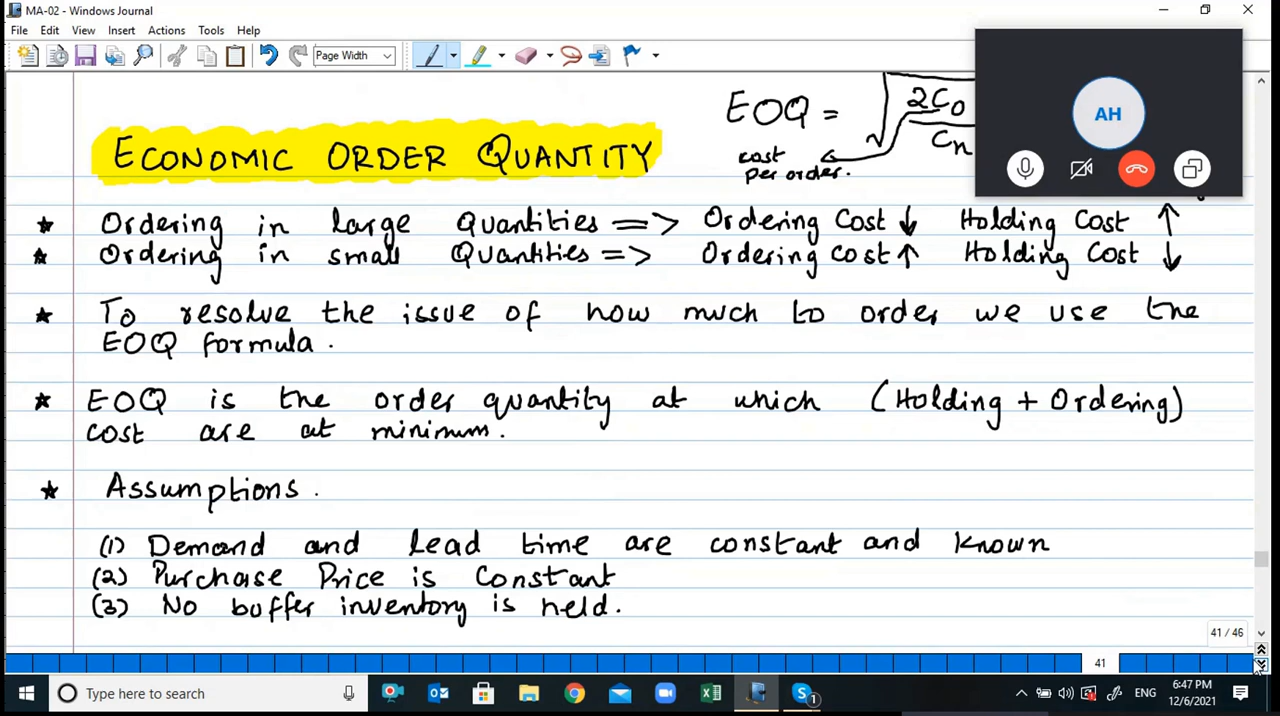 MA-02 - Windows Journal
File Edit View Insert Actions Tools Help
Page Width
EOQ = √ 2C₀
Cₙ
cost
per order.
AH
ECONOMIC ORDER QUANTITY
★ Ordering in large Quantities => Ordering Cost ↓ Holding Cost ↑
★ Ordering in small Quantities => Ordering cost ↑ Holding Cost ↓
★ To resolve the issue of how much to order we use the
EOQ formula.
★ EOQ is the order quantity at which (Holding + Ordering)
cost are at minimum.
★ Assumptions.
(1) Demand and lead time are constant and known
(2) Purchase Price is Constant
(3) No buffer inventory is held.
41 / 46
41
Type here to search
1
ENG
6:47 PM
12/6/2021